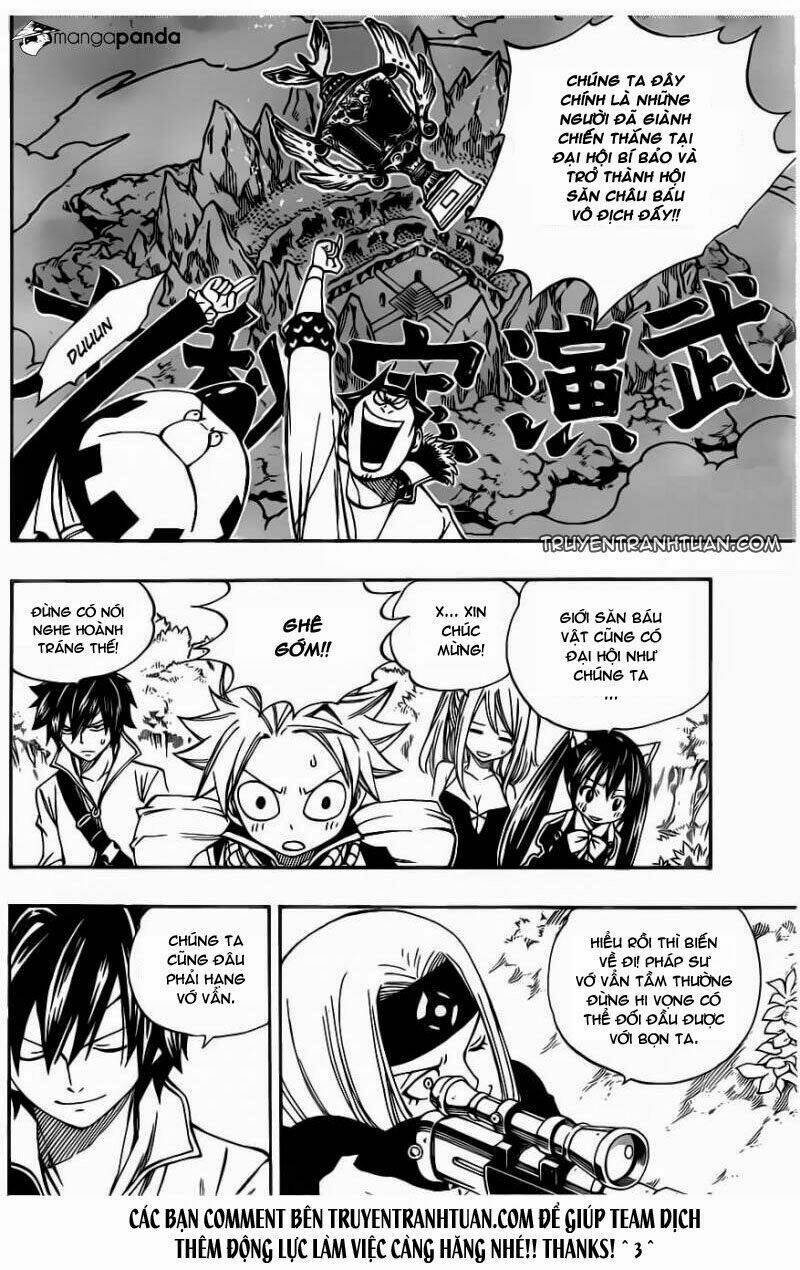 mangapanda
CHÚNG TA ĐÂY
CHÍNH LÀ NHỮNG
NGƯỜI ĐÃ GIÀNH
CHIẾN THẮNG TẠI
ĐẠI HỘI BÍ BẢO VÀ
TRỞ THÀNH HỘI
SĂN CHÂU BÁU
VÔ ĐỊCH ĐẤY!!
DUUUN
宝演武
TRUYENTRANHTUAN.COM
ĐỪNG CÓ NÓI
NGHE HOÀNH
TRÁNG THẾ!
GHÊ
GỚM!!
X... XIN
CHÚC
MỪNG!
GIỚI SĂN BÁU
VẬT CŨNG CÓ
ĐẠI HỘI NHƯ
CHÚNG TA
...
CHÚNG TA
CŨNG ĐÂU
PHẢI HẠNG
VỚ VẨN.
HIỂU RỒI THÌ BIẾN
VỀ ĐI! PHÁP SƯ
VỚ VẨN TẦM THƯỜNG
ĐỪNG HI VỌNG CÓ
THỂ ĐỐI ĐẦU ĐƯỢC
VỚI BỌN TA.
CÁC BẠN COMMENT BÊN TRUYENTRANHTUAN.COM ĐỂ GIÚP TEAM DỊCH
THÊM ĐỘNG LỰC LÀM VIỆC CÀNG HĂNG NHÉ!! THANKS! ^ 3 ^